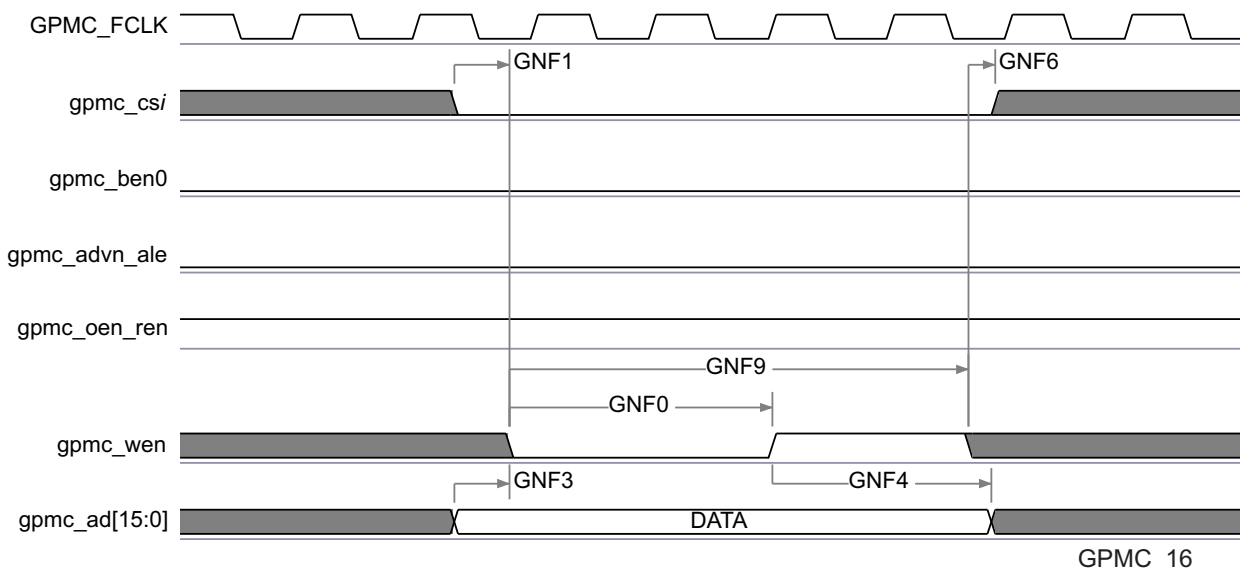 GPMC_FCLK
GNF1
GNF6
gpmc_csi
gpmc_ben0
gpmc_advn_ale
gpmc_oen_ren
GNF9
GNF0
gpmc_wen
GNF3
GNF4
gpmc_ad[15:0]
DATA
GPMC_16